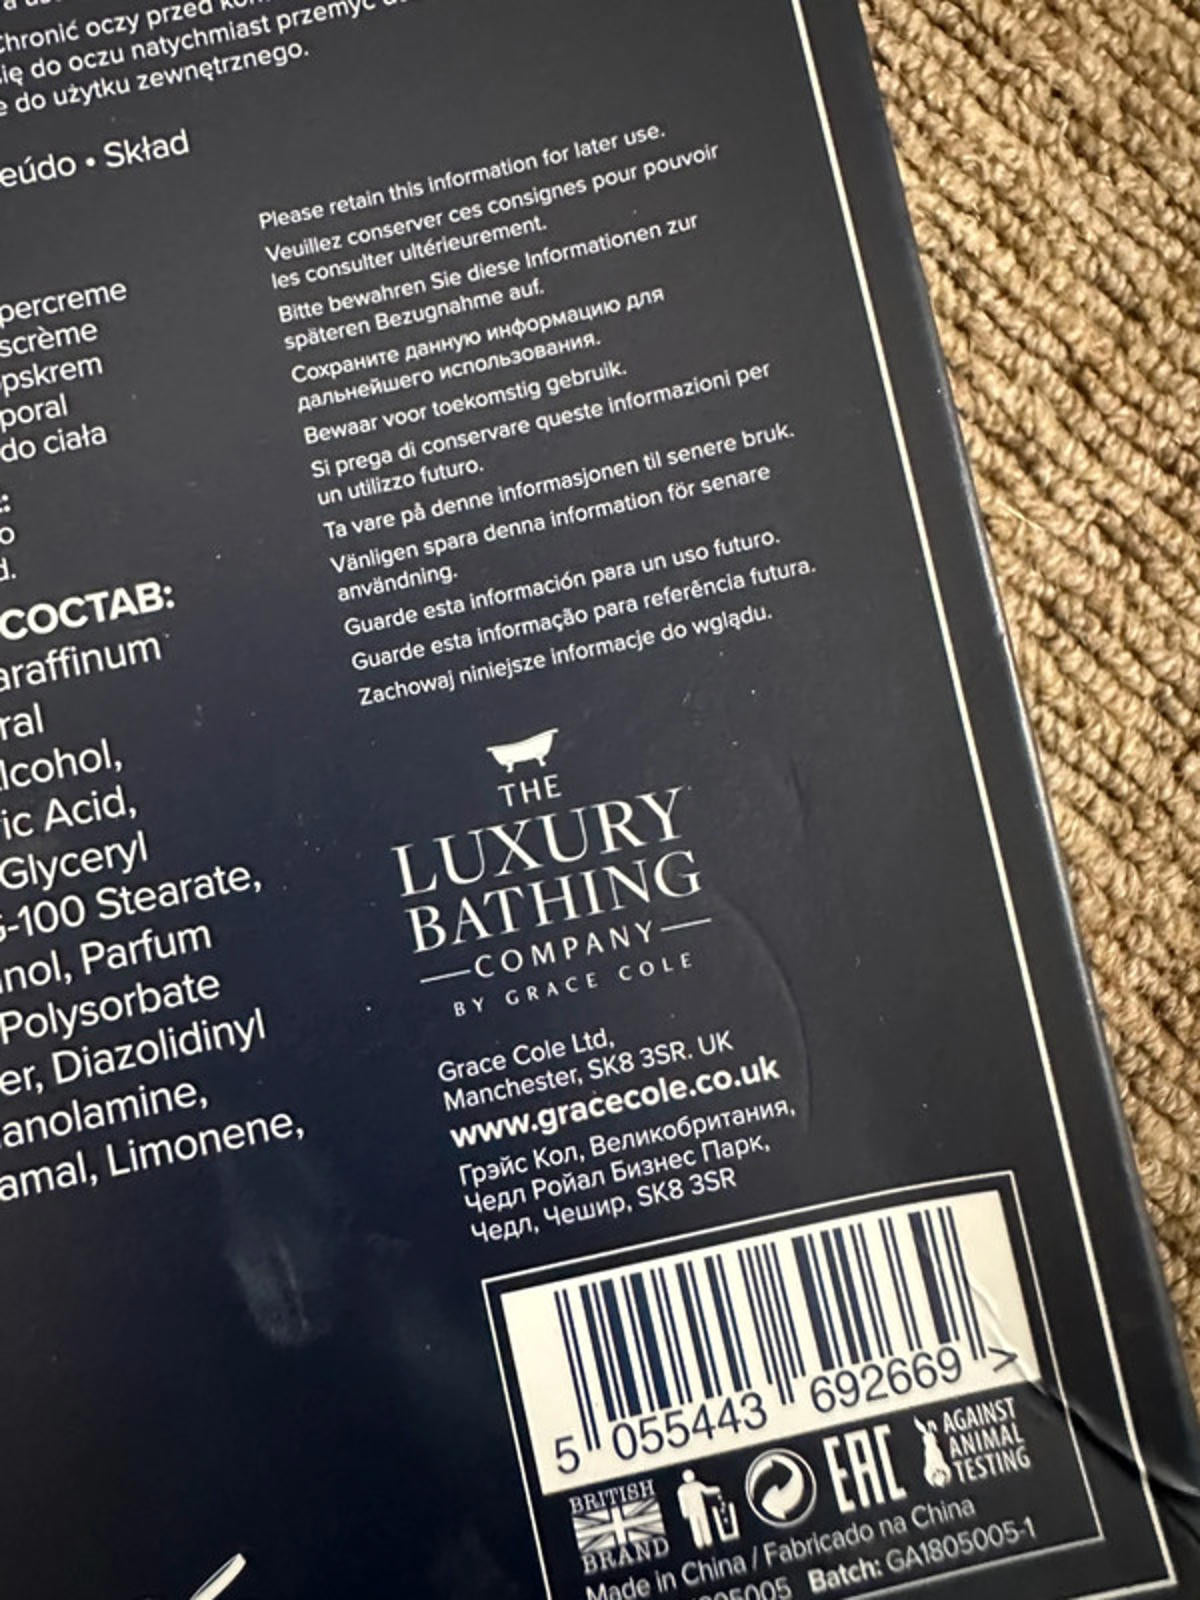 Chronić oczy przed
się do oczu natychmiast przemyć
do użytku zewnętrznego.
• Skład
Please retain this information for later use.
Veuillez conserver ces consignes pour pouvoir
les consulter ultérieurement.
Bitte bewahren Sie diese Informationen zur
späteren Bezugnahme auf.
Сохраните данную информацию для
дальнейшего использования.
Bewaar voor toekomstig gebruik.
Si prega di conservare queste informazioni per
un utilizzo futuro.
Ta vare på denne informasjonen til senere bruk.
Vänligen spara denna information för senare
användning.
Guarde esta información para un uso futuro.
Guarde esta informação para referência futura.
Zachowaj niniejsze informacje do wglądu.
percreme
scrème
pskrem
poral
do ciała
СОСТАВ:
araffinum
ral
lcohol,
ic Acid,
Glyceryl
G-100 Stearate,
nol, Parfum
Polysorbate
er, Diazolidinyl
anolamine,
amal, Limonene,
THE
LUXURY
BATHING
COMPANY
BY GRACE COLE
Grace Cole Ltd,
Manchester, SK8 3SR. UK
www.gracecole.co.uk
Грэйс Кол, Великобритания,
Чедл Ройал Бизнес Парк,
Чедл, Чешир, SK8 3SR
5 055443 692669 >
BRITISH
BRAND
EAC
AGAINST
ANIMAL
TESTING
Made in China / Fabricado na China
Batch: GA1805005-1